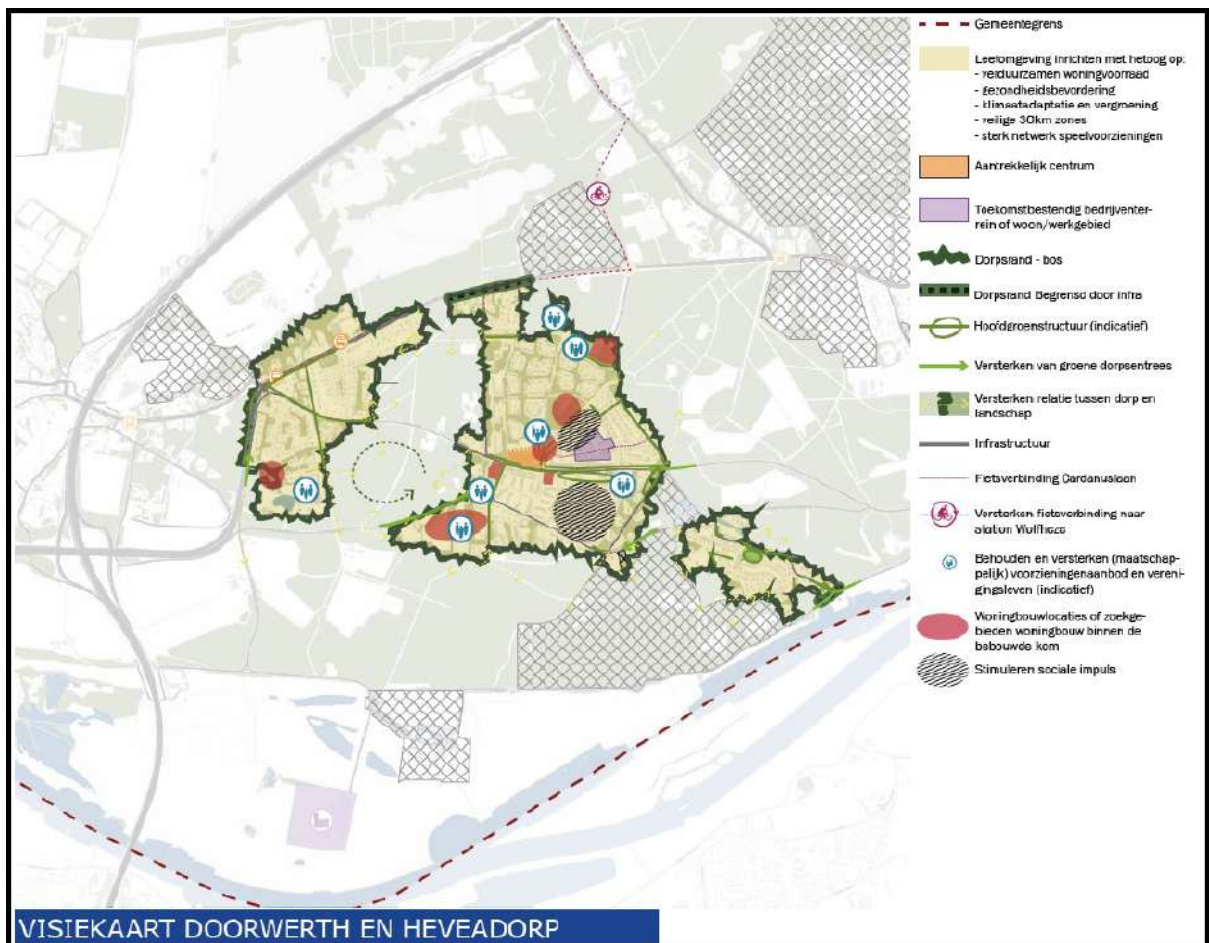 Gemeentegrens
Leefomgeving inrichten met het oog op:
- verduurzamen woningvoorraad
- gezondheidsbevordering
- klimaatadaptatie en vergroening
- veilige 30km zones
- sterk netwerk speelvoorzieningen
Aantrekkelijk centrum
Toekomstbestendig bedrijventer-
rein of woon/werkgebied
Dorpsrand - bos
Dorpsrand Begrensd door infra
Hoofdgroenstructuur (indicatief)
Versterken van groene dorpsentrees
Versterken relatie tussen dorp en
landschap
Infrastructuur
Fietsverbinding Cardanuslaan
Versterken fietsverbinding naar
station Wolfheze
Behouden en versterken (maatschap-
pelijk) voorzieningenaanbod en vereni-
gingsleven (indicatief)
Woningbouwlocaties of zoekge-
bieden woningbouw binnen de
bebouwde kom
Stimuleren sociale impuls
VISIEKAART DOORWERTH EN HEVEADORP